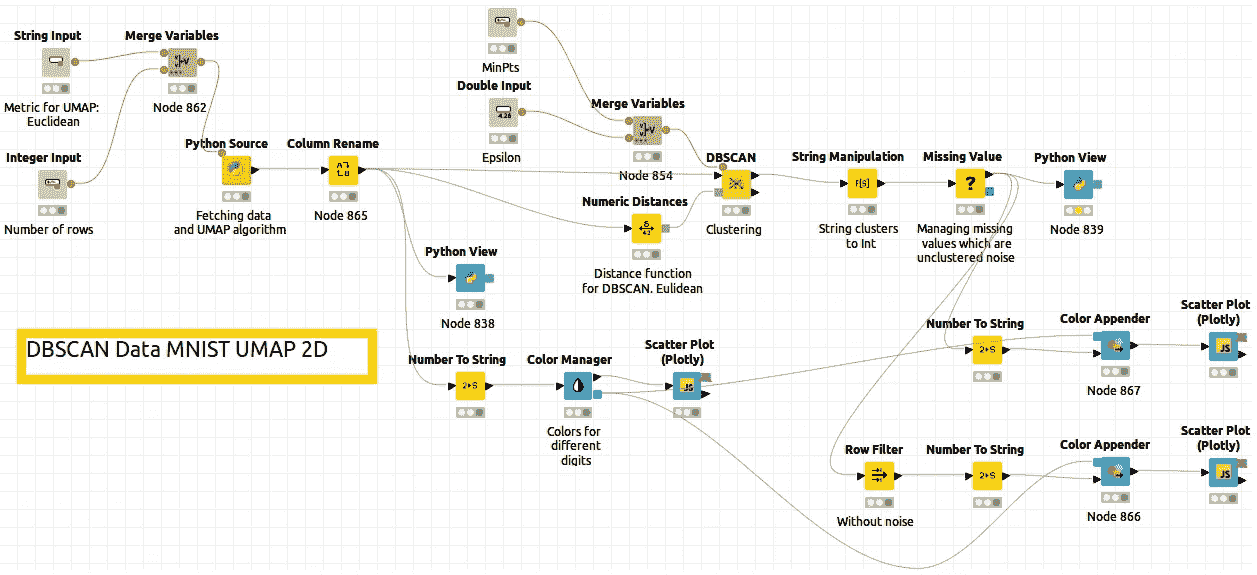 String Input
Merge Variables
Metric for UMAP:
Euclidean
Node 862
Integer Input
Number of rows
Python Source
Fetching data
and UMAP algorithm
Column Rename
Node 865
MinPts
Double Input
4.28
Epsilon
Merge Variables
Node 854
DBSCAN
Clustering
Numeric Distances
Distance function
for DBSCAN. Eulidean
String Manipulation
F[S]
String clusters
to Int
Missing Value
?
Managing missing
values which are
unclustered noise
Python View
Node 839
Python View
Node 838
DBSCAN Data MNIST UMAP 2D
Number To String
Color Manager
Colors for
different
digits
Scatter Plot
(Plotly)
JS
Number To String
Color Appender
Node 867
Scatter Plot
(Plotly)
JS
Row Filter
Without noise
Number To String
Color Appender
Node 866
Scatter Plot
(Plotly)
JS